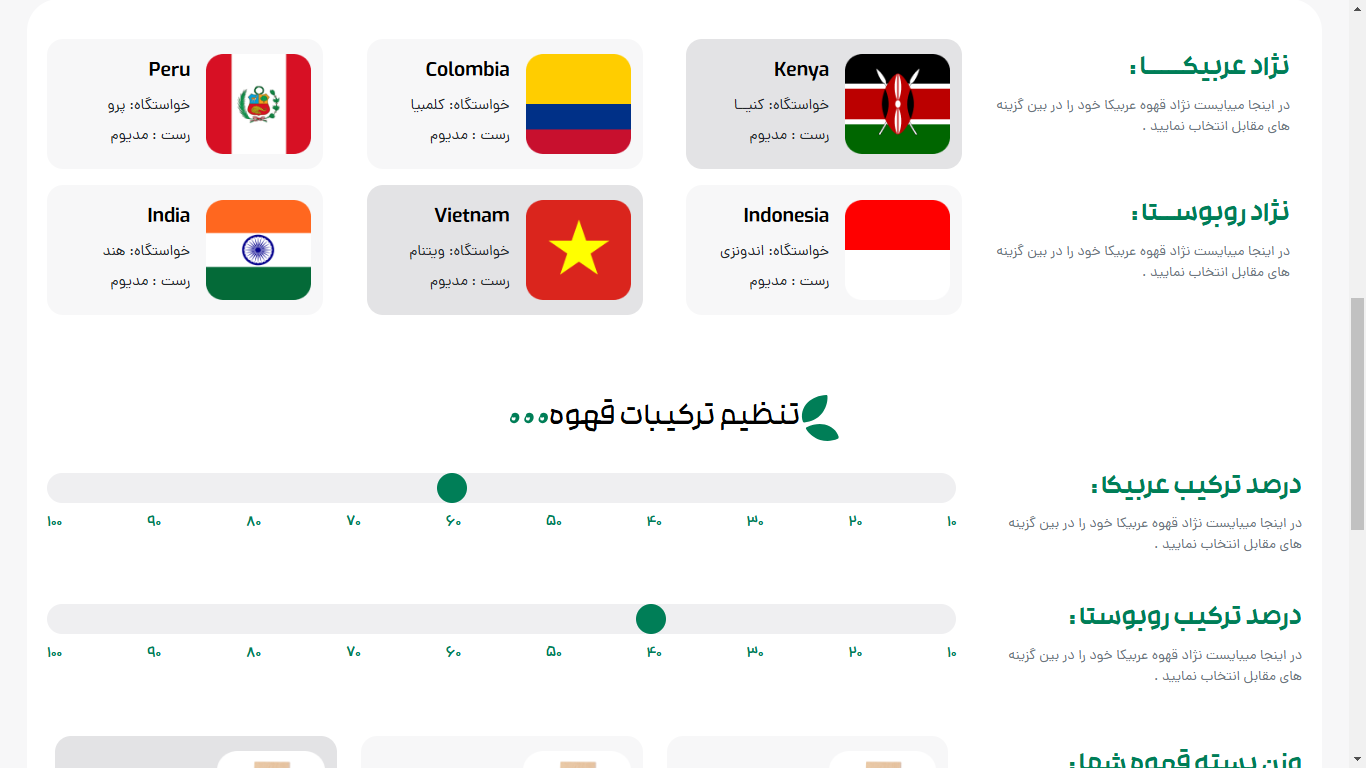 نژاد عربیکــــا :
در اینجا میبایست نژاد قهوه عربیکا خود را در بین گزینه
های مقابل انتخاب نمایید .
Kenya
خواستگاه: کنیــا
رست : مدیوم
Colombia
خواستگاه: کلمبیا
رست : مدیوم
Peru
خواستگاه: پرو
رست : مدیوم
نژاد روبوســتا :
در اینجا میبایست نژاد قهوه عربیکا خود را در بین گزینه
های مقابل انتخاب نمایید .
Indonesia
خواستگاه: اندونزی
رست : مدیوم
Vietnam
خواستگاه: ویتنام
رست : مدیوم
India
خواستگاه: هند
رست : مدیوم
تنظیم ترکیبات قهوه
درصد ترکیب عربیکا :
در اینجا میبایست نژاد قهوه عربیکا خود را در بین گزینه
های مقابل انتخاب نمایید .
۱۰ ۲۰ ۳۰ ۴۰ ۵۰ ۶۰ ۷۰ ۸۰ ۹۰ ۱۰۰
درصد ترکیب روبوستا :
در اینجا میبایست نژاد قهوه عربیکا خود را در بین گزینه
های مقابل انتخاب نمایید .
۱۰ ۲۰ ۳۰ ۴۰ ۵۰ ۶۰ ۷۰ ۸۰ ۹۰ ۱۰۰
وزن بسته قهوه شما :